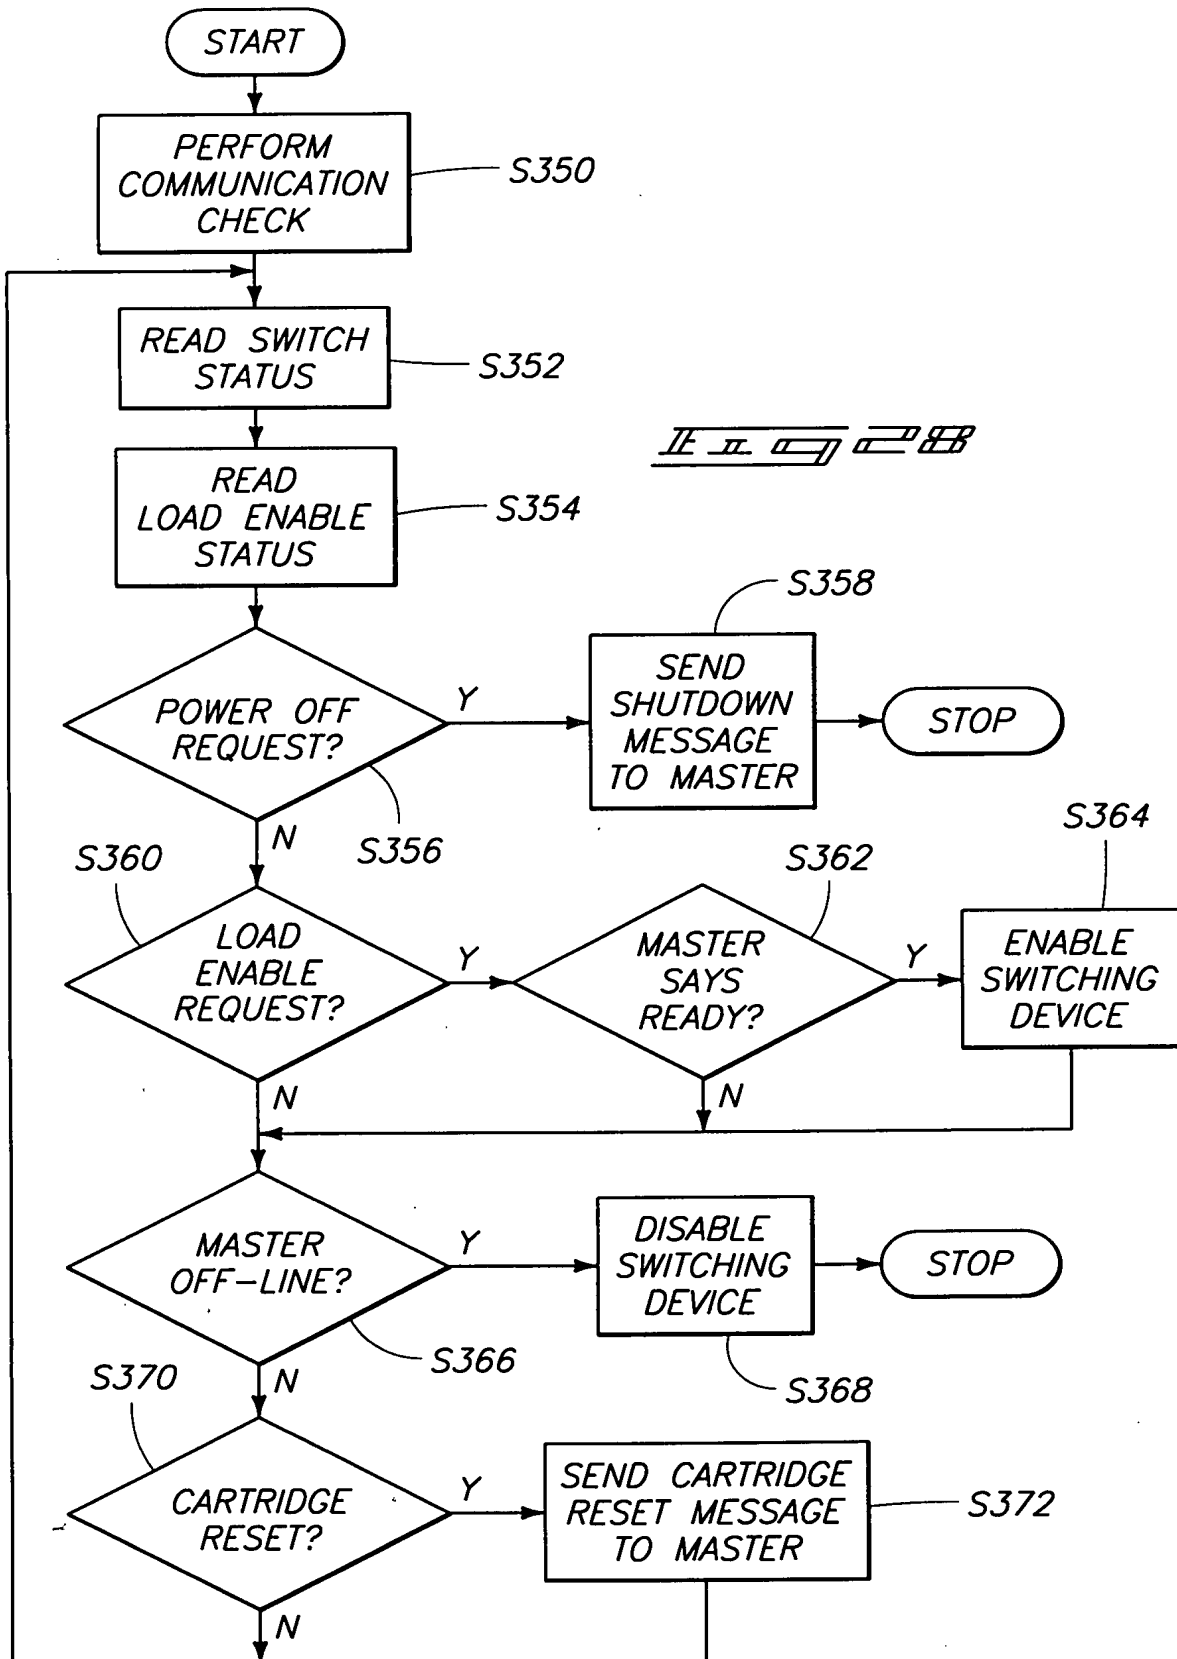 START
PERFORM
COMMUNICATION
CHECK
S350
READ SWITCH
STATUS
S352
Fig 28
READ
LOAD ENABLE
STATUS
S354
S358
POWER OFF
REQUEST?
Y
SEND
SHUTDOWN
MESSAGE
TO MASTER
STOP
N
S356
S360
S362
S364
LOAD
ENABLE
REQUEST?
Y
MASTER
SAYS
READY?
Y
ENABLE
SWITCHING
DEVICE
N
N
MASTER
OFF-LINE?
Y
DISABLE
SWITCHING
DEVICE
STOP
S366
S368
S370
N
CARTRIDGE
RESET?
Y
SEND CARTRIDGE
RESET MESSAGE
TO MASTER
S372
N